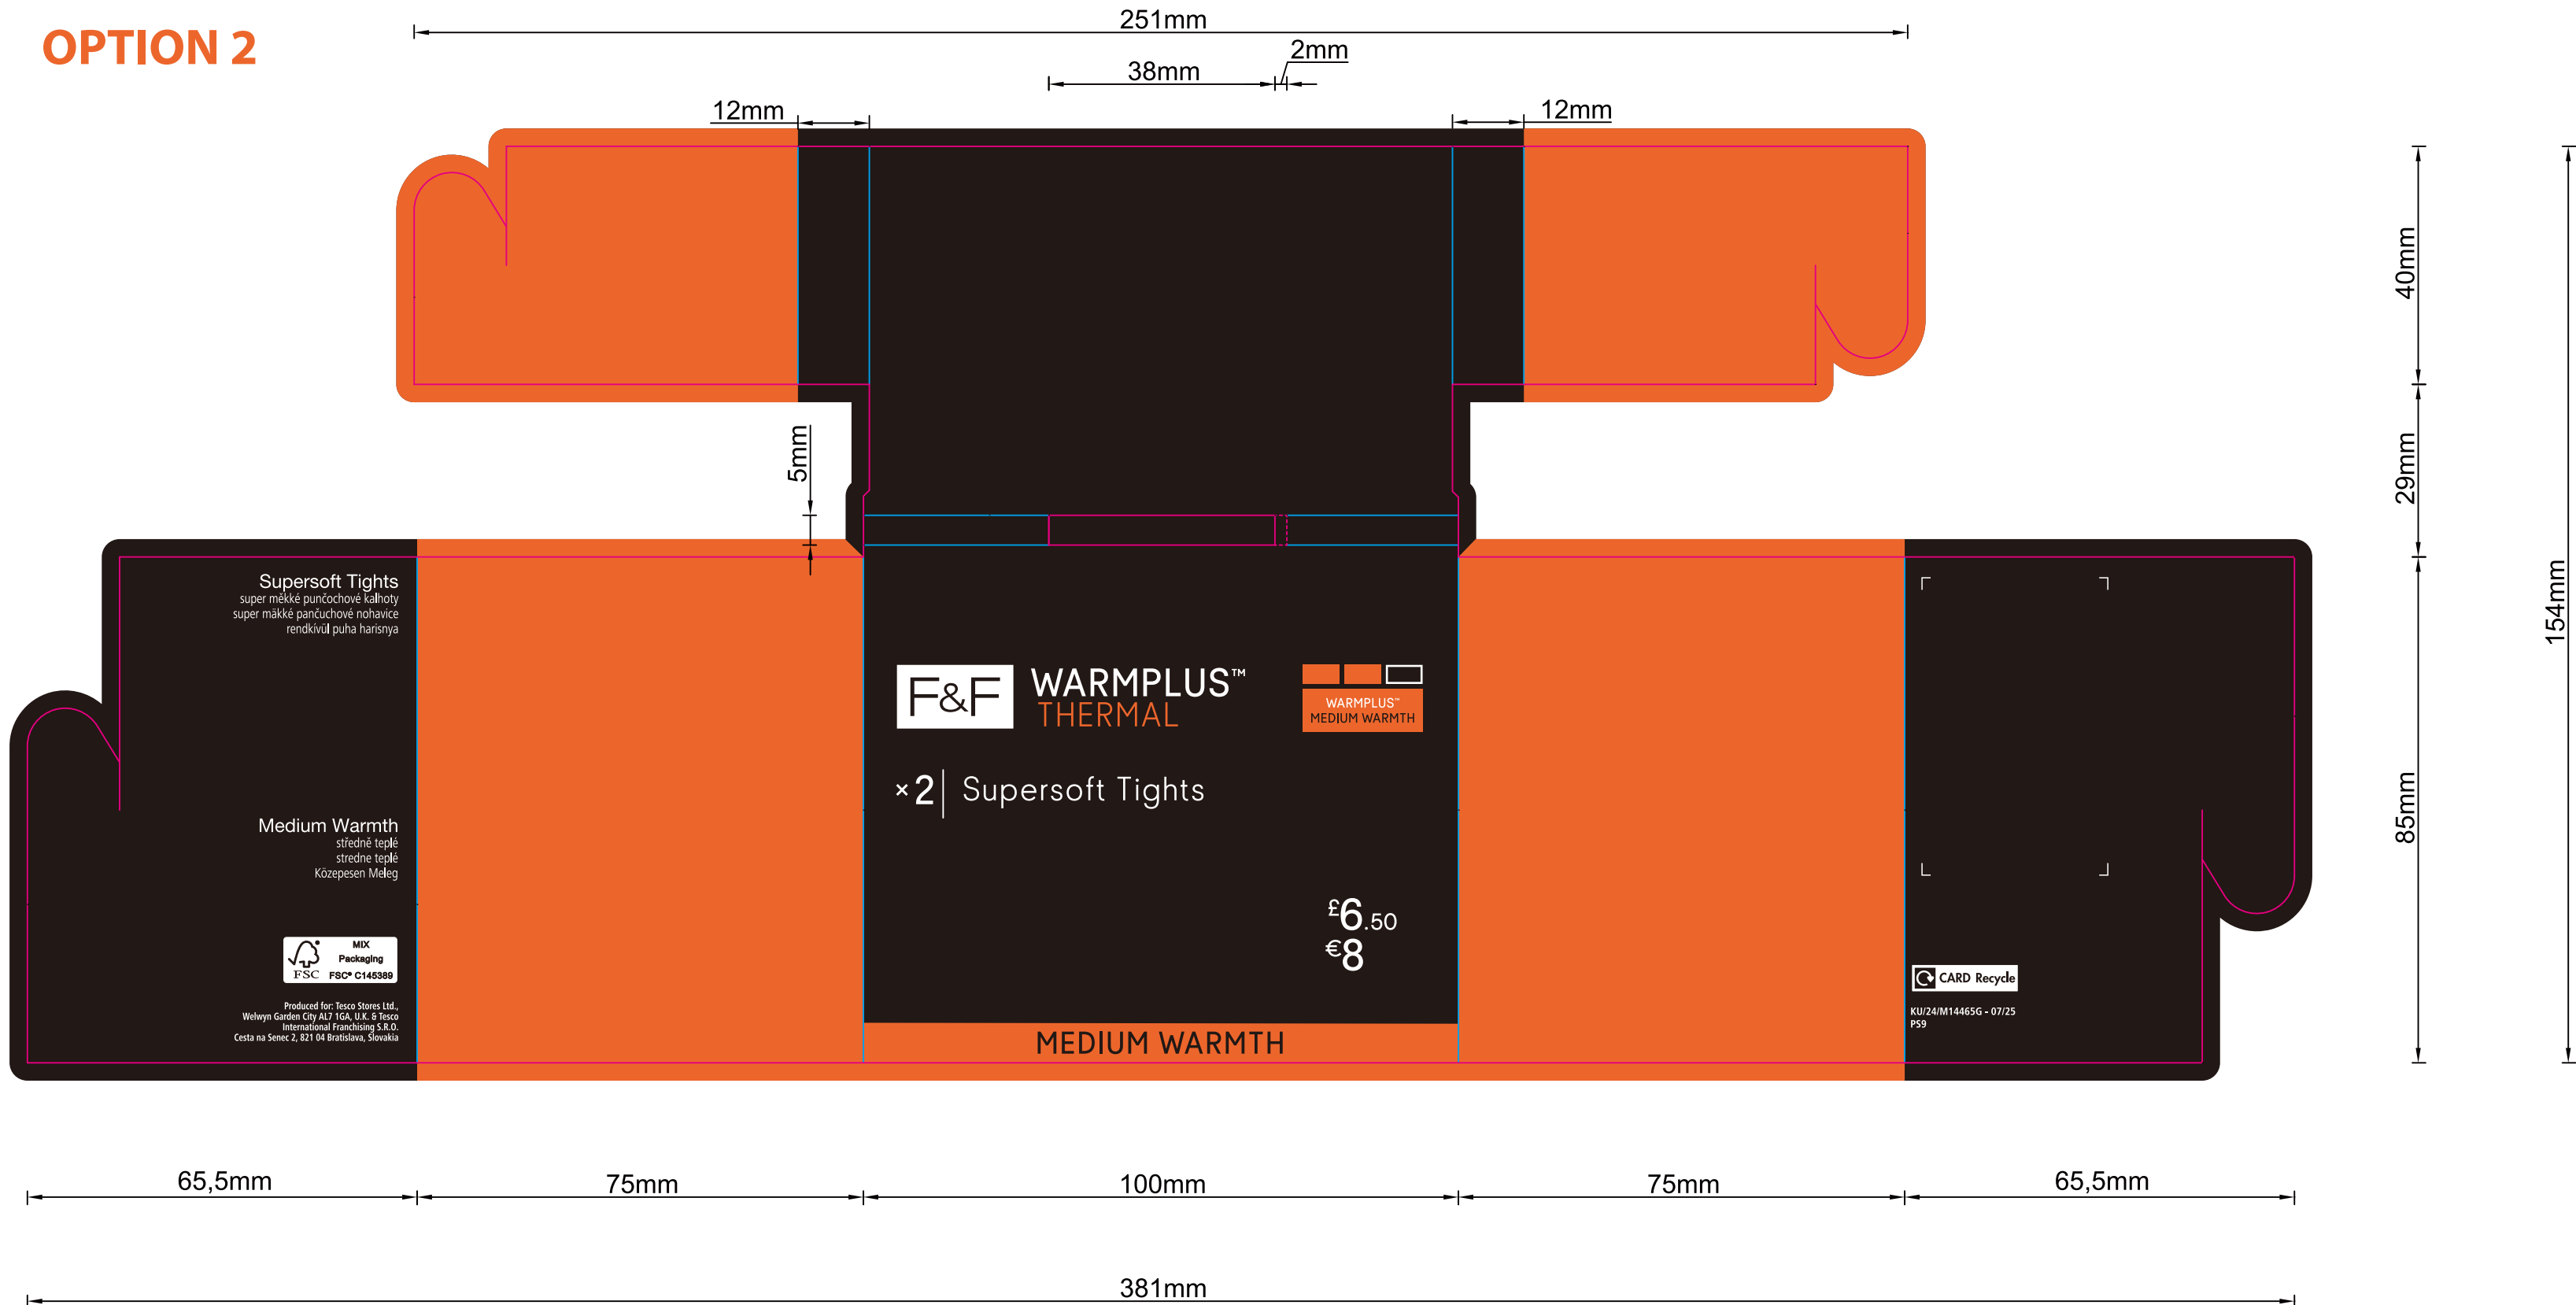 OPTION 2
251mm
2mm
38mm
12mm
12mm
40mm
5mm
29mm
154mm
85mm
Supersoft Tights
super měkké punčochové kalhoty
super mäkké pančuchové nohavice
rendkívül puha harisnya
Medium Warmth
středně teplé
stredne teplé
Közepesen Meleg
FSC
MIX
Packaging
FSC® C145389
Produced for: Tesco Stores Ltd.,
Welwyn Garden City AL7 1GA, U.K. & Tesco
International Franchising S.R.O.
Cesta na Senec 2, 821 04 Bratislava, Slovakia
F&F
WARMPLUS™
THERMAL
WARMPLUS™
MEDIUM WARMTH
×2 | Supersoft Tights
£6.50
€8
MEDIUM WARMTH
CARD Recycle
KU/24/M14465G - 07/25
PS9
65,5mm
75mm
100mm
75mm
65,5mm
381mm